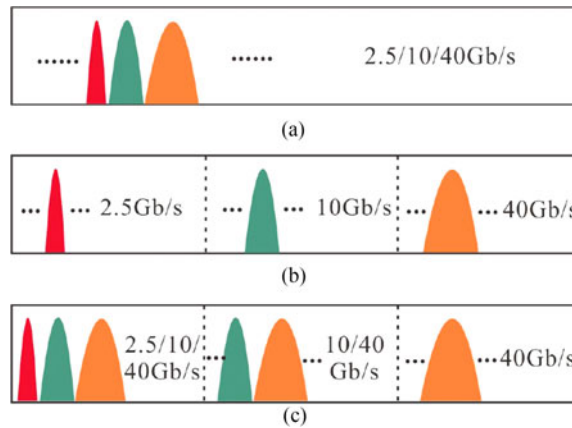 ...... ...... 2.5/10/40Gb/s
(a)
... ... 2.5Gb/s ... ... 10Gb/s ... ... 40Gb/s
(b)
2.5/10/
40Gb/s
... ... 10/40
Gb/s
... ... 40Gb/s
(c)